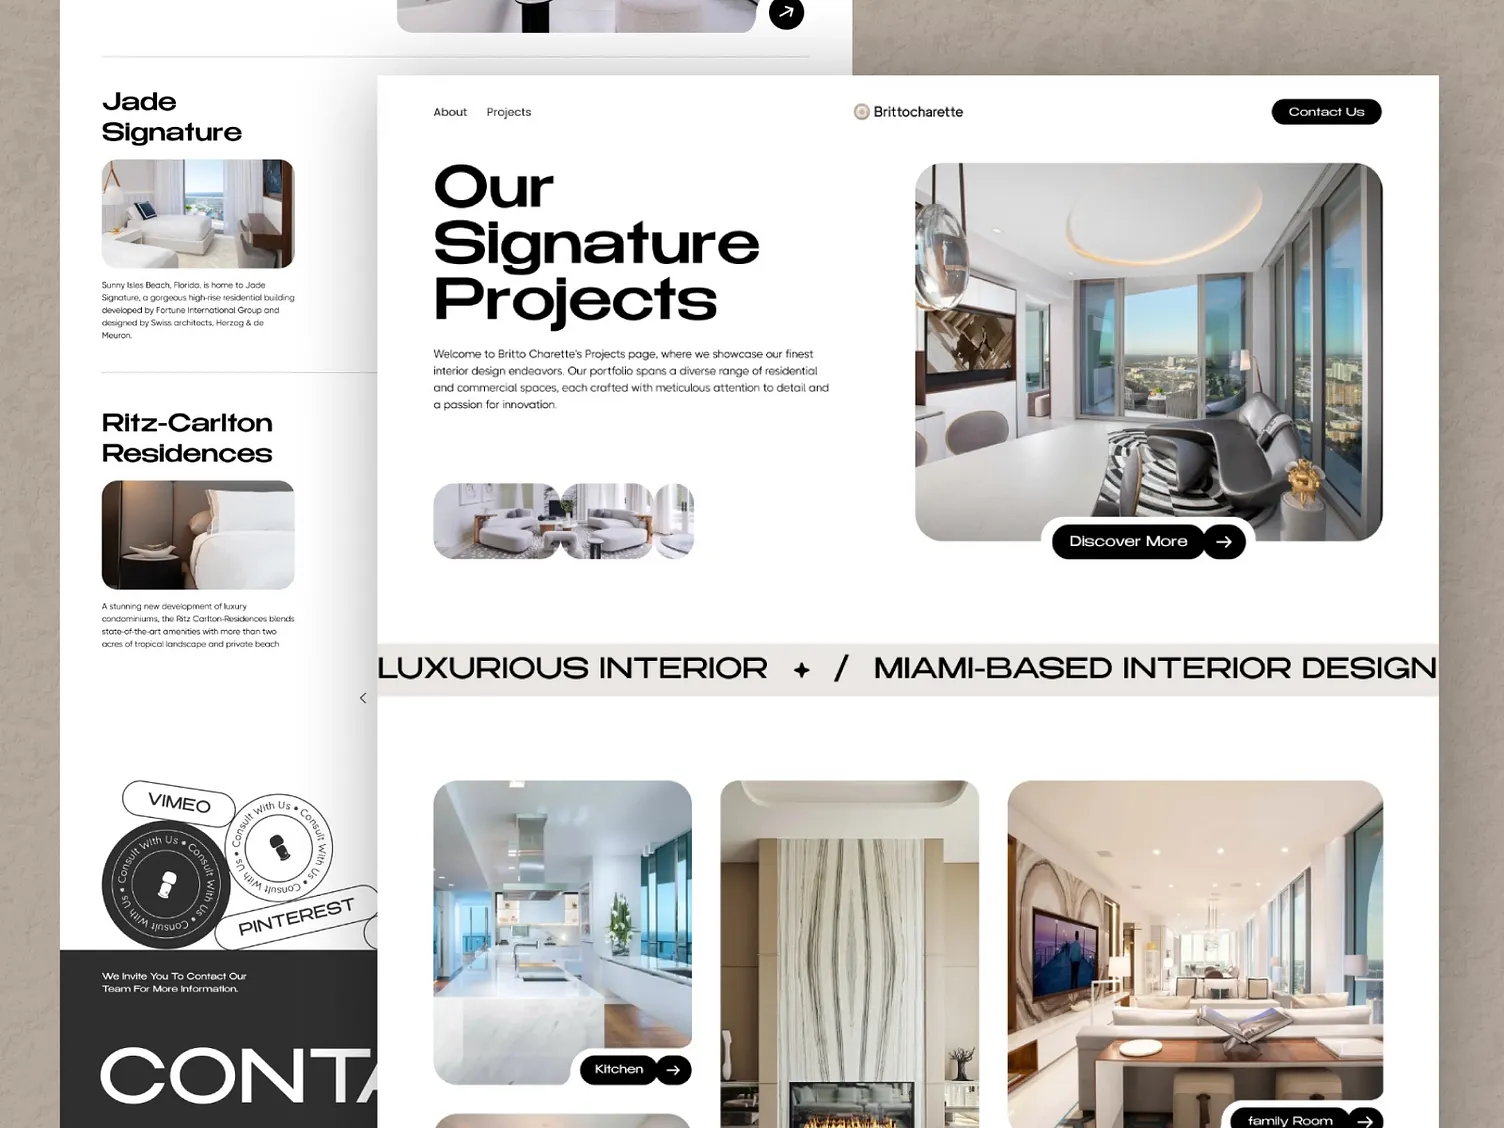 Jade
Signature
Sunny Isles Beach, Florida, is home to Jade
Signature, a gorgeous high-rise residential building
developed by Fortune International Group and
designed by Swiss architects, Herzog & de
Meuron.
Ritz-Carlton
Residences
A stunning new development of luxury
condominiums, the Ritz Carlton-Residences blends
state-of-the-art amenities with more than two
acres of tropical landscape and private beach
VIMEO
Consult With Us • Consult With Us • Consult With Us •
Consult With Us • Consult With Us • Consult With Us •
PINTEREST
We Invite You To Contact Our
Team For More Information.
CONTA
About Projects
Brittocharette
Contact Us
Our
Signature
Projects
Welcome to Britto Charette's Projects page, where we showcase our finest
interior design endeavors. Our portfolio spans a diverse range of residential
and commercial spaces, each crafted with meticulous attention to detail and
a passion for innovation.
Discover More
LUXURIOUS INTERIOR / MIAMI-BASED INTERIOR DESIGN
Kitchen
family Room